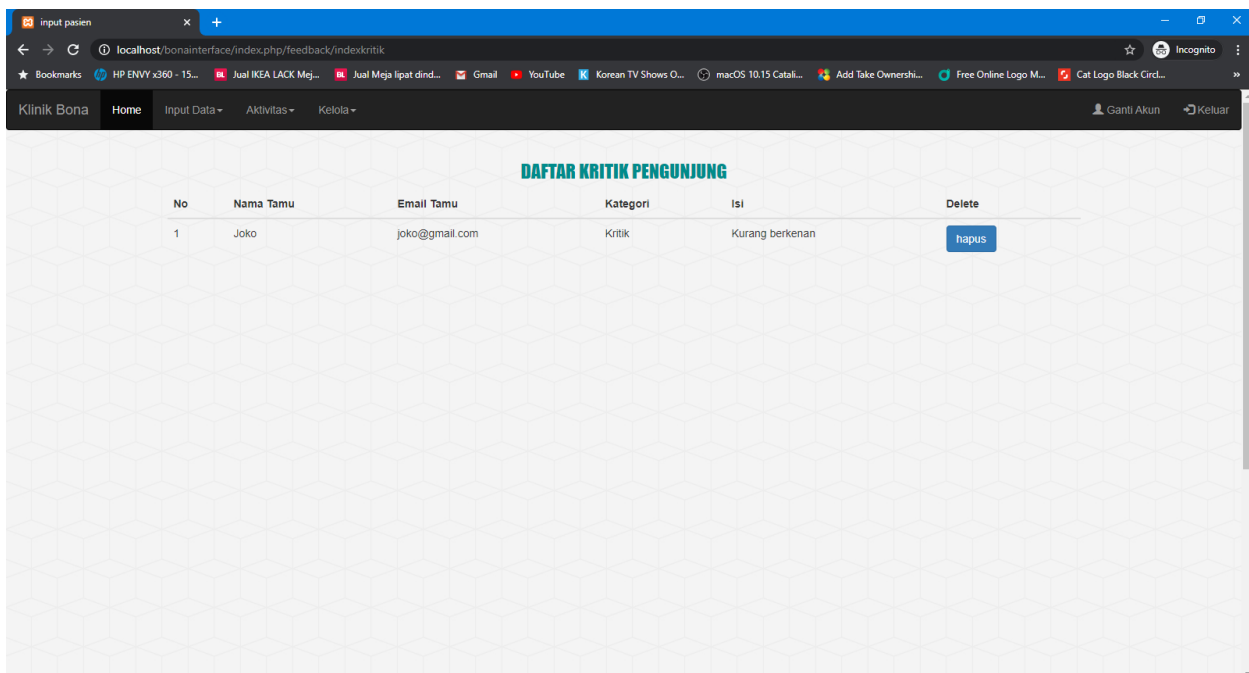 input pasien
localhost/bonainterface/index.php/feedback/indexkritik Incognito
Bookmarks HP ENVY x360 - 15... BL Jual IKEA LACK Mej... BL Jual Meja lipat dind... Gmail YouTube K Korean TV Shows O... macOS 10.15 Catali... Add Take Ownershi... Free Online Logo M... Cat Logo Black Circl... »
Klinik Bona Home Input Data Aktivitas Kelola Ganti Akun Keluar
DAFTAR KRITIK PENGUNJUNG
No Nama Tamu Email Tamu Kategori Isi Delete
1 Joko joko@gmail.com Kritik Kurang berkenan hapus